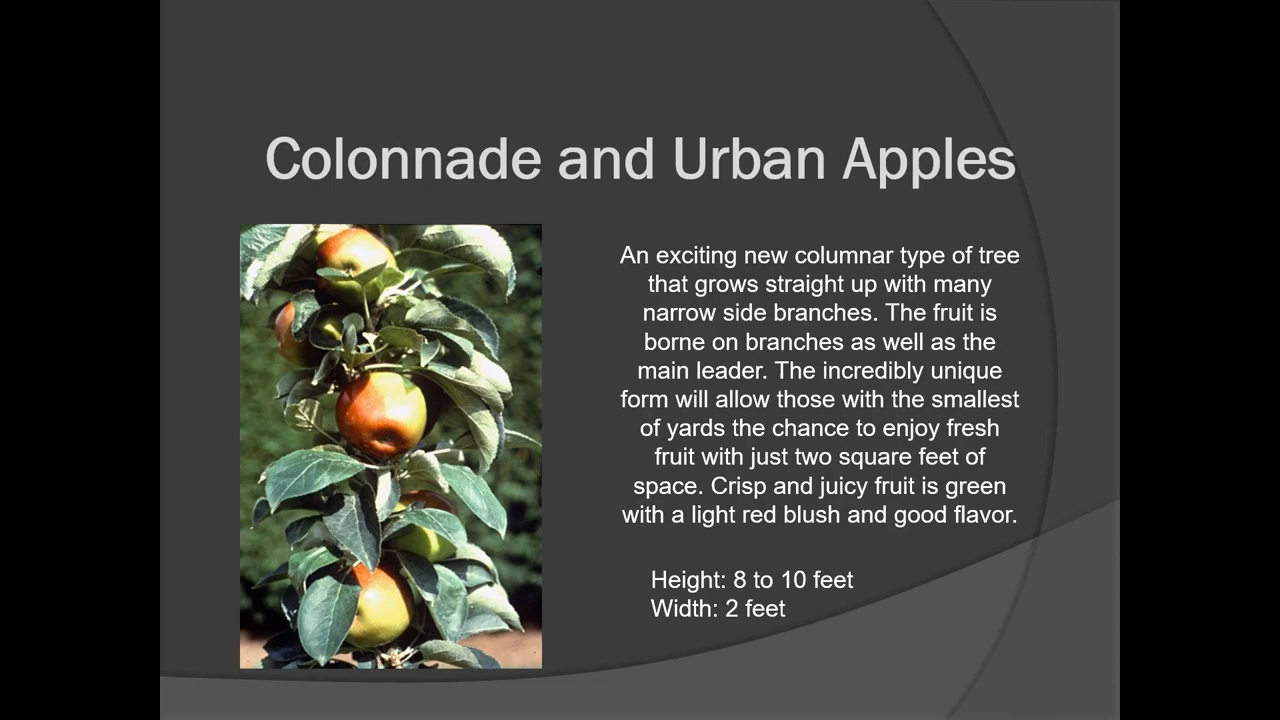 Colonnade and Urban Apples
An exciting new columnar type of tree
that grows straight up with many
narrow side branches. The fruit is
borne on branches as well as the
main leader. The incredibly unique
form will allow those with the smallest
of yards the chance to enjoy fresh
fruit with just two square feet of
space. Crisp and juicy fruit is green
with a light red blush and good flavor.
Height: 8 to 10 feet
Width: 2 feet